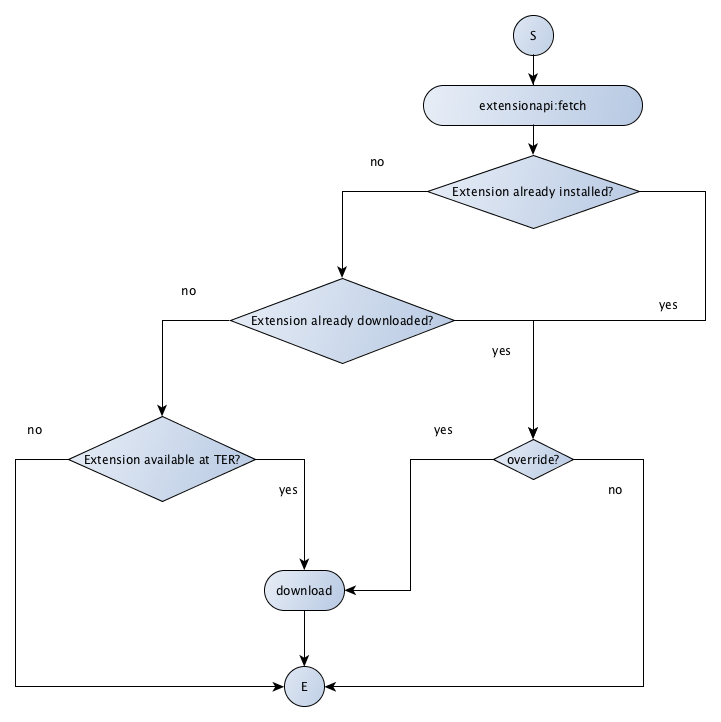 S
extensionapi:fetch
no
Extension already installed?
no
yes
Extension already downloaded?
yes
no
yes
Extension available at TER?
override?
yes
no
download
E